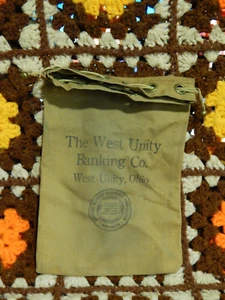 The West Unity
Banking Co.
West Unity, Ohio